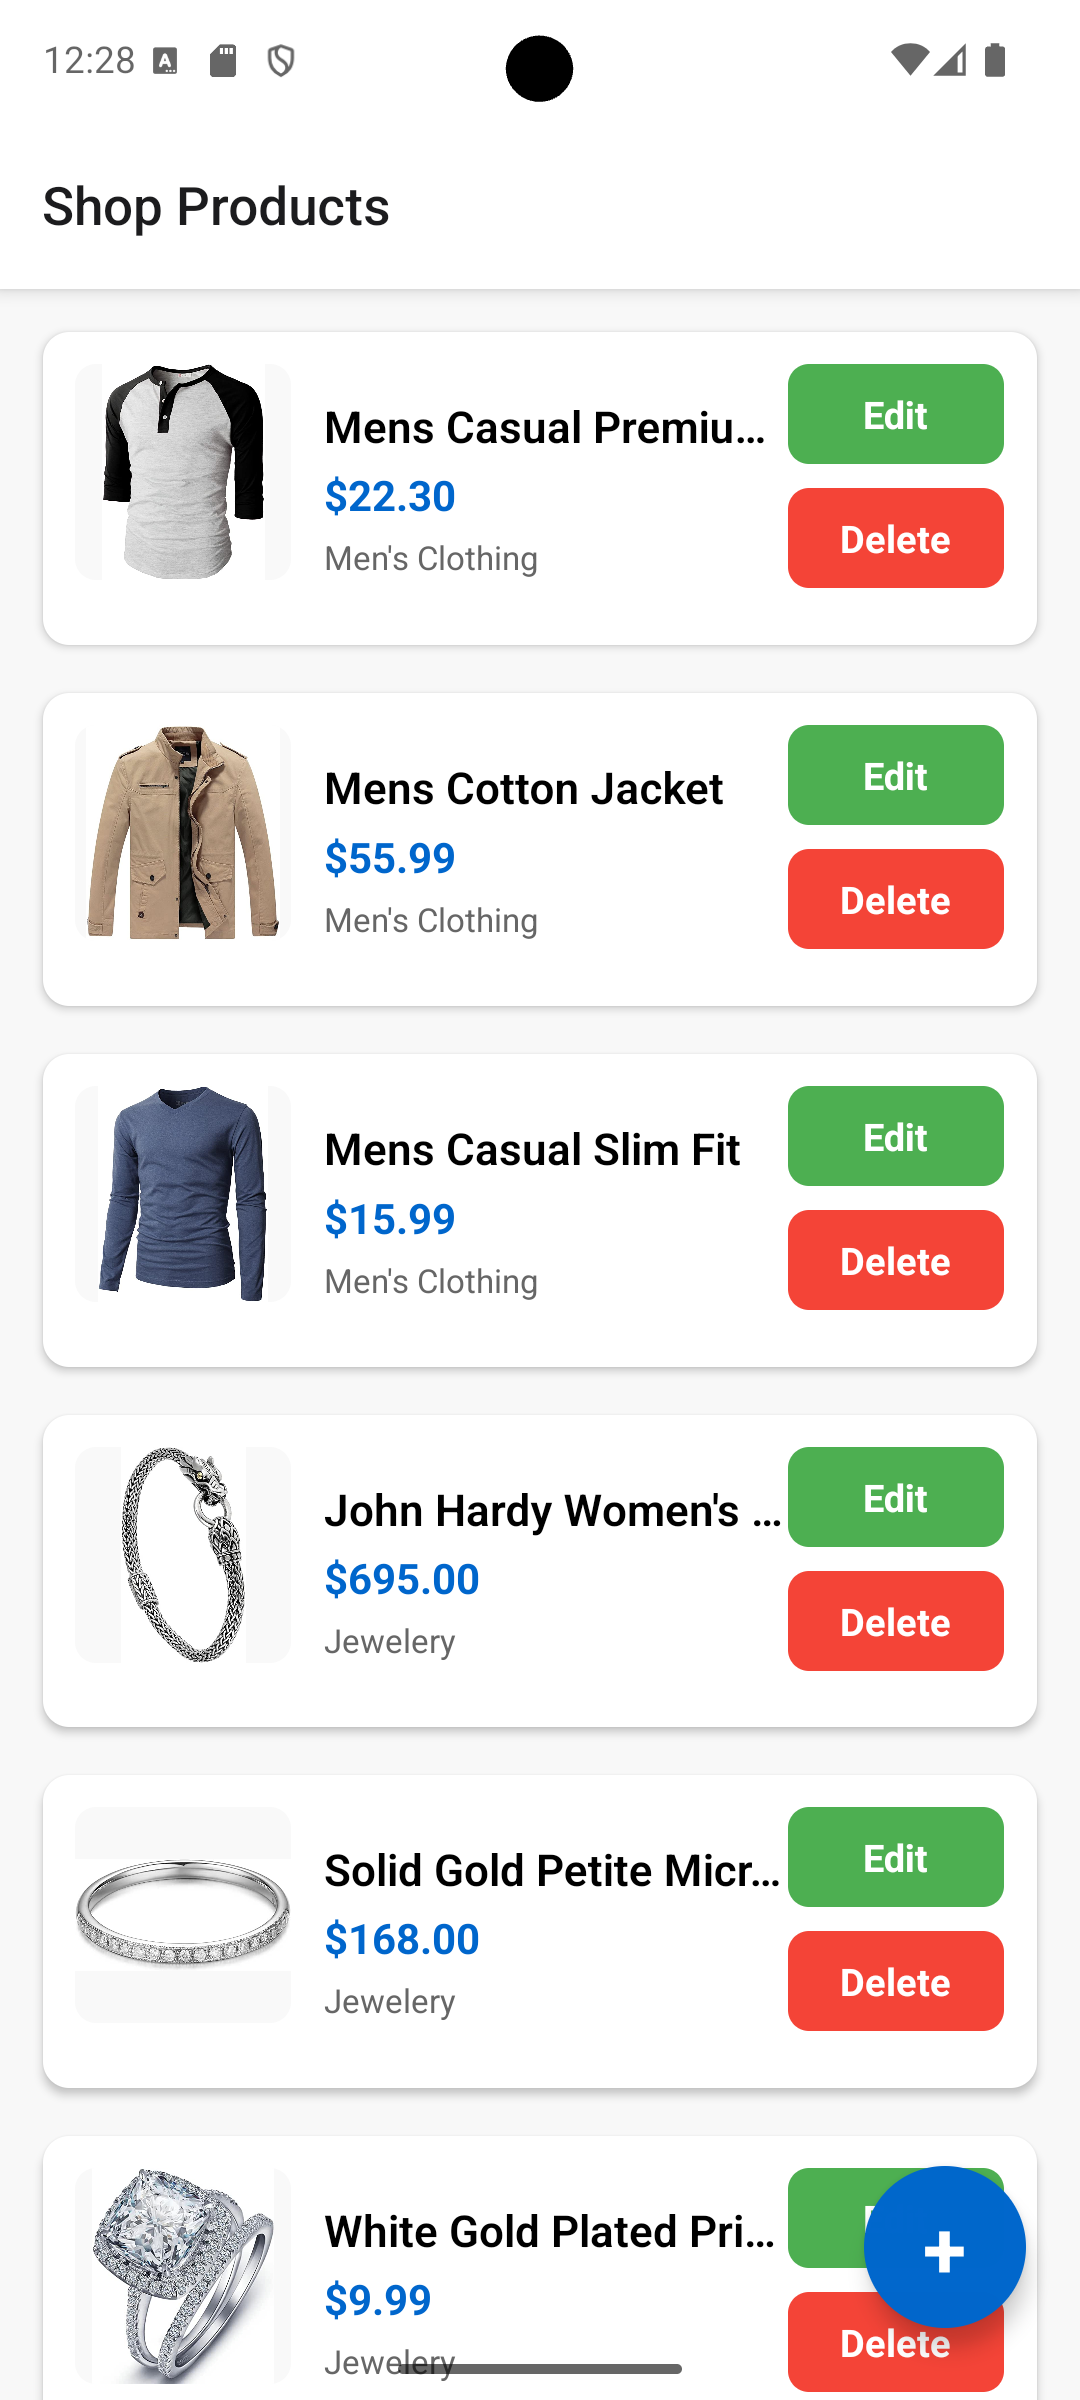 12:28
Shop Products
Mens Casual Premiu...
$22.30
Men's Clothing
Edit
Delete
Mens Cotton Jacket
$55.99
Men's Clothing
Edit
Delete
Mens Casual Slim Fit
$15.99
Men's Clothing
Edit
Delete
John Hardy Women's ...
$695.00
Jewelery
Edit
Delete
Solid Gold Petite Micr...
$168.00
Jewelery
Edit
Delete
White Gold Plated Pri...
$9.99
Jewelery
+
Delete